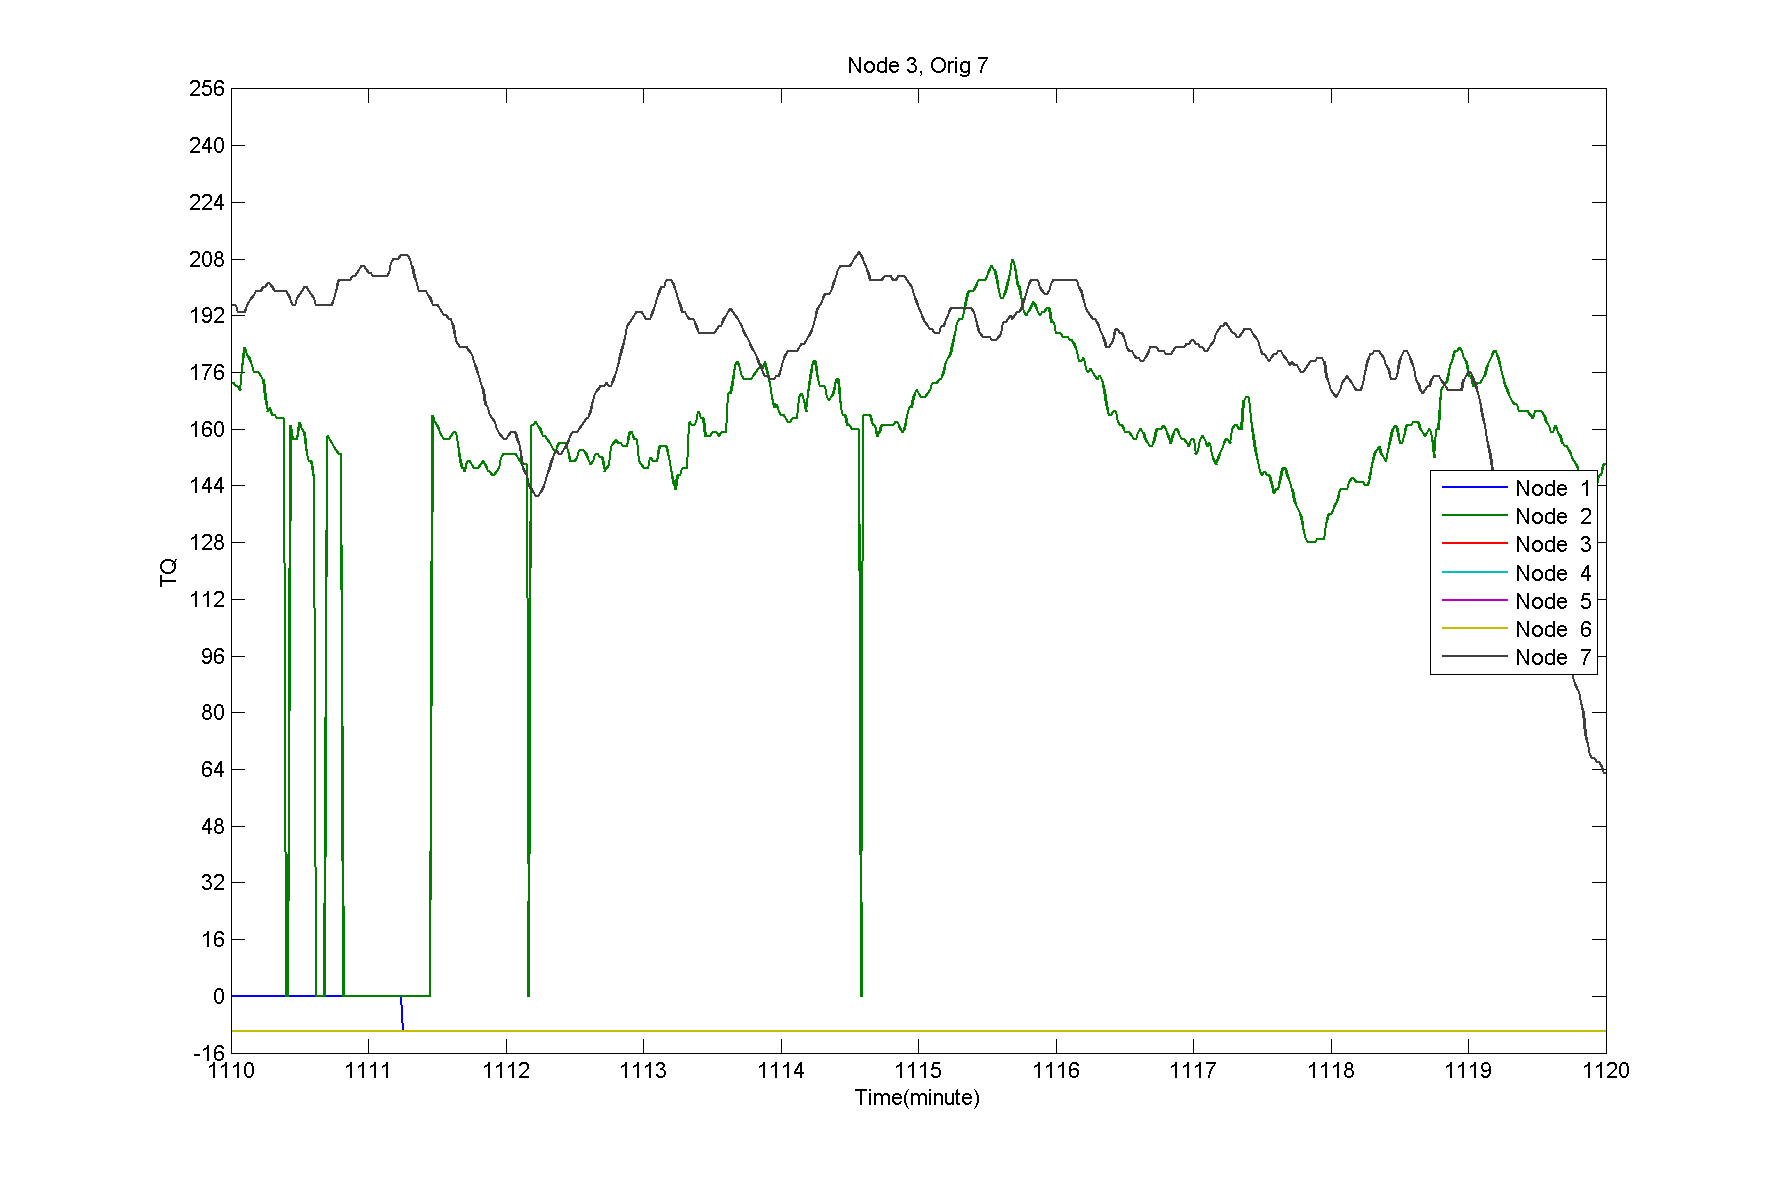 Node 3, Orig 7
256
240
224
208
192
176
160
144
128
112
96
80
64
48
32
16
0
-16
TQ
Node 1
Node 2
Node 3
Node 4
Node 5
Node 6
Node 7
1110 1111 1112 1113 1114 1115 1116 1117 1118 1119 1120
Time(minute)